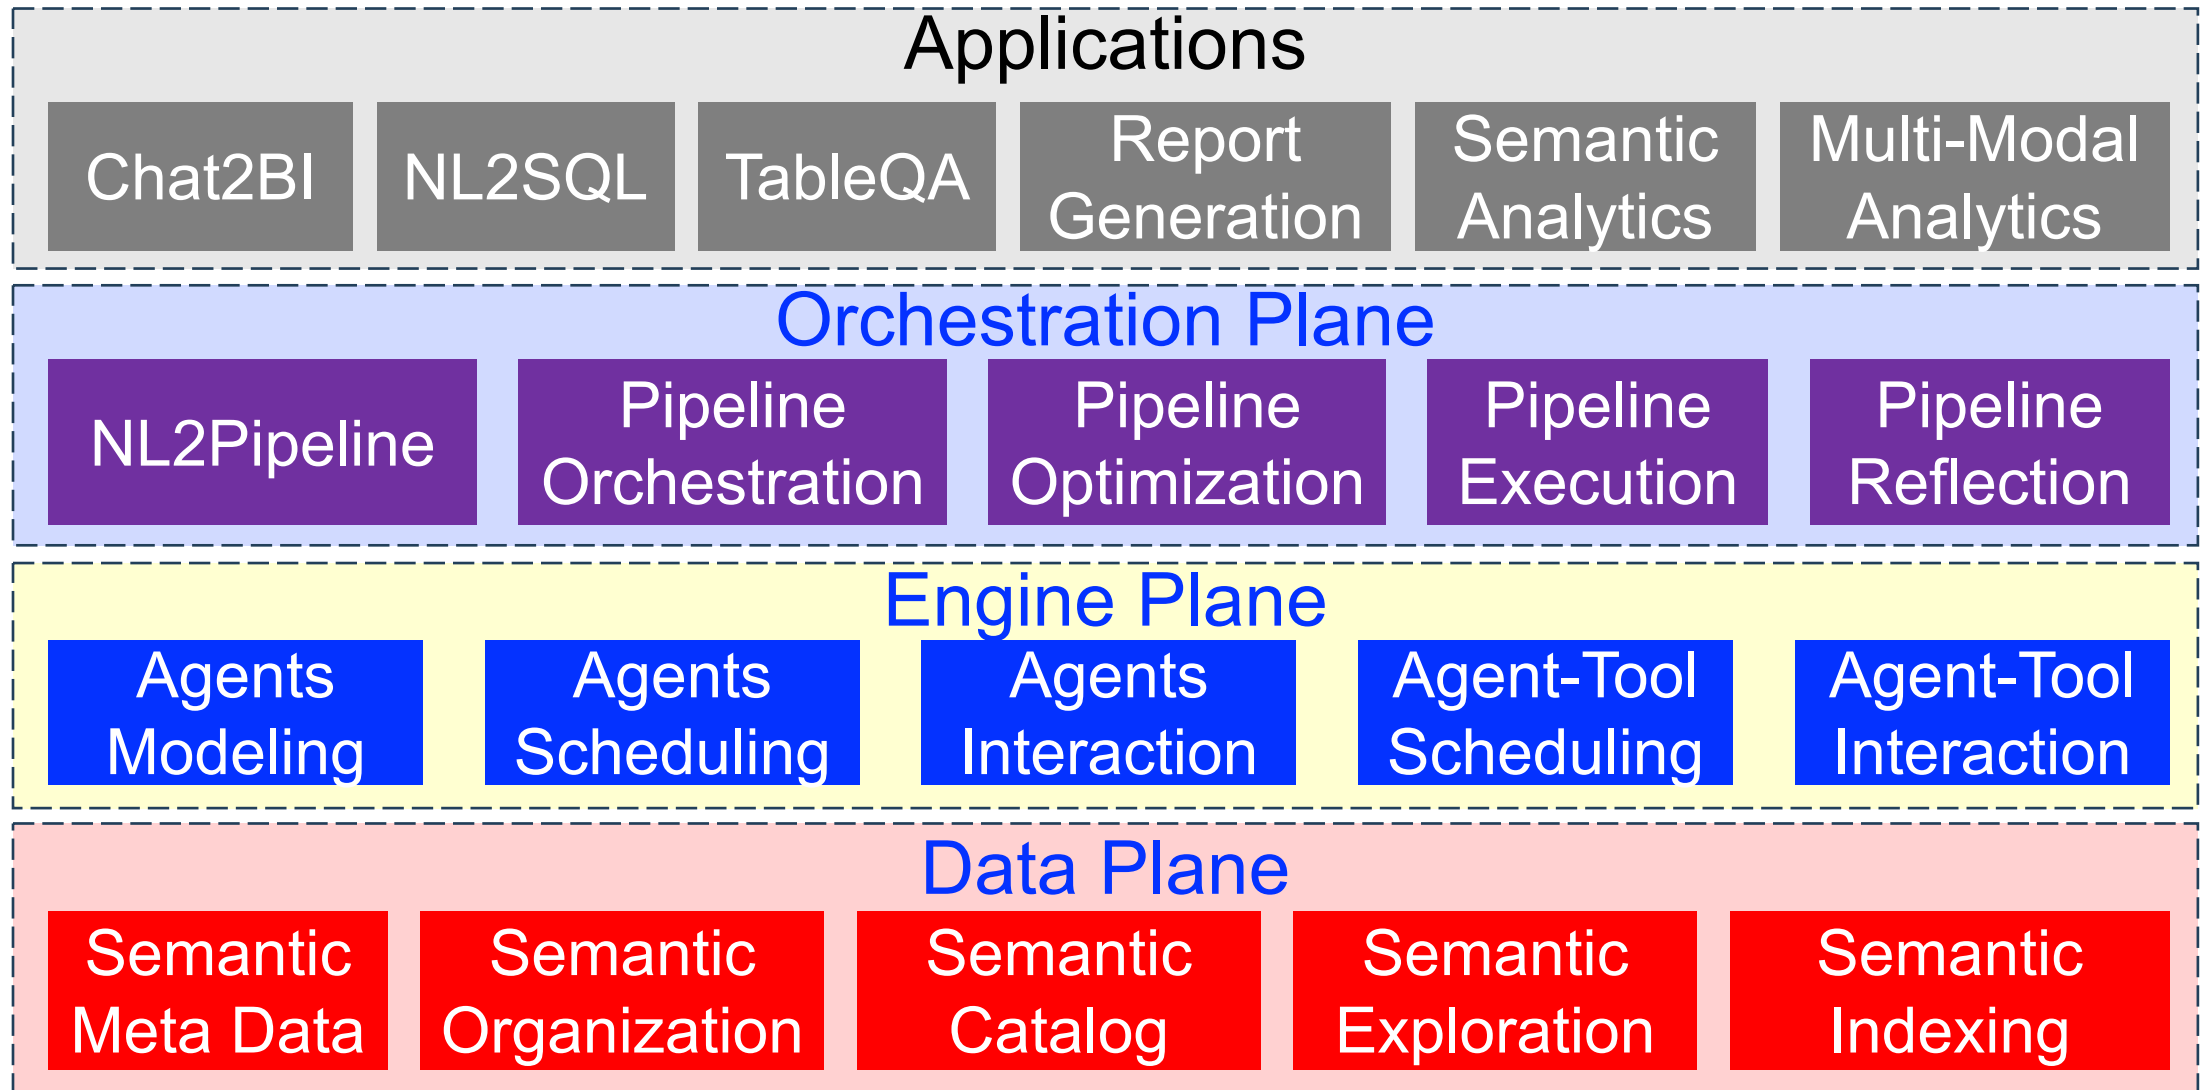 Applications
Chat2BI
NL2SQL
TableQA
Report
Generation
Semantic
Analytics
Multi-Modal
Analytics
Orchestration Plane
NL2Pipeline
Pipeline
Orchestration
Pipeline
Optimization
Pipeline
Execution
Pipeline
Reflection
Engine Plane
Agents
Modeling
Agents
Scheduling
Agents
Interaction
Agent-Tool
Scheduling
Agent-Tool
Interaction
Data Plane
Semantic
Meta Data
Semantic
Organization
Semantic
Catalog
Semantic
Exploration
Semantic
Indexing